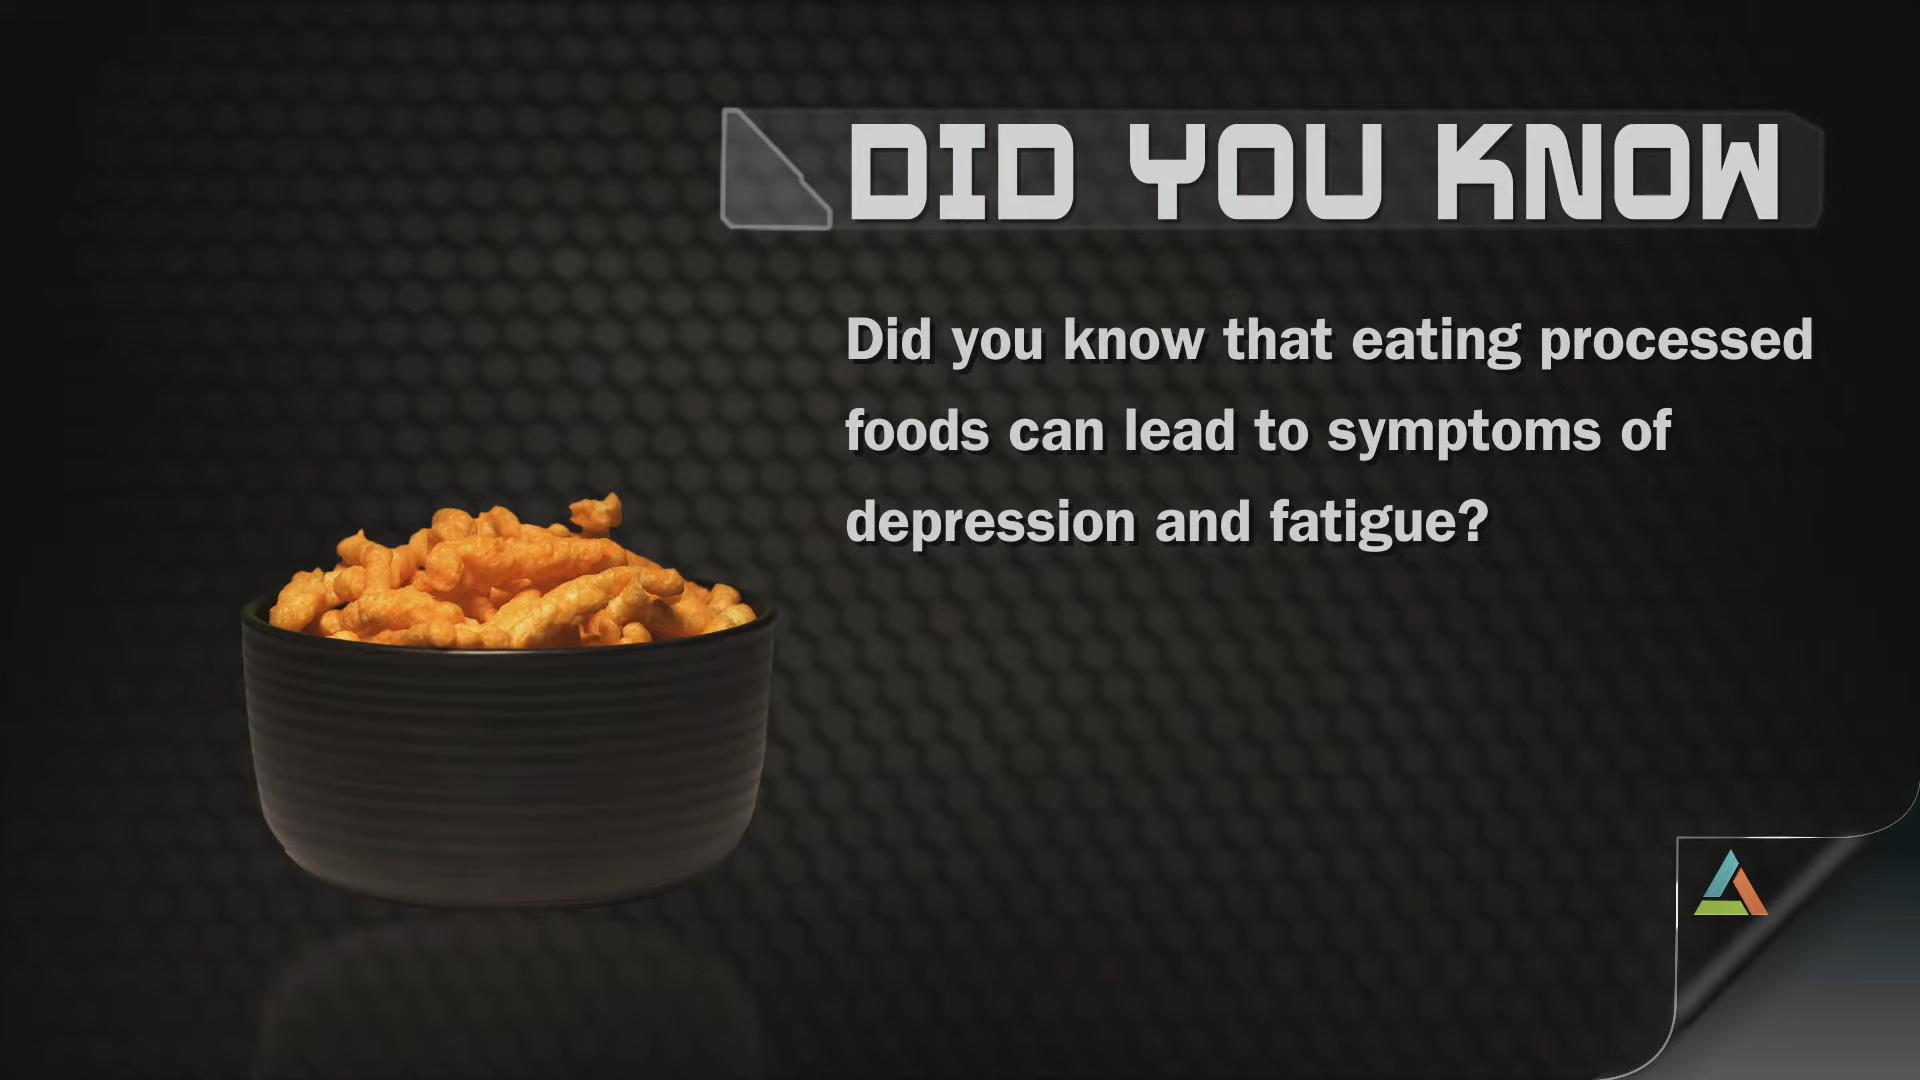 DID YOU KNOW
Did you know that eating processed
foods can lead to symptoms of
depression and fatigue?